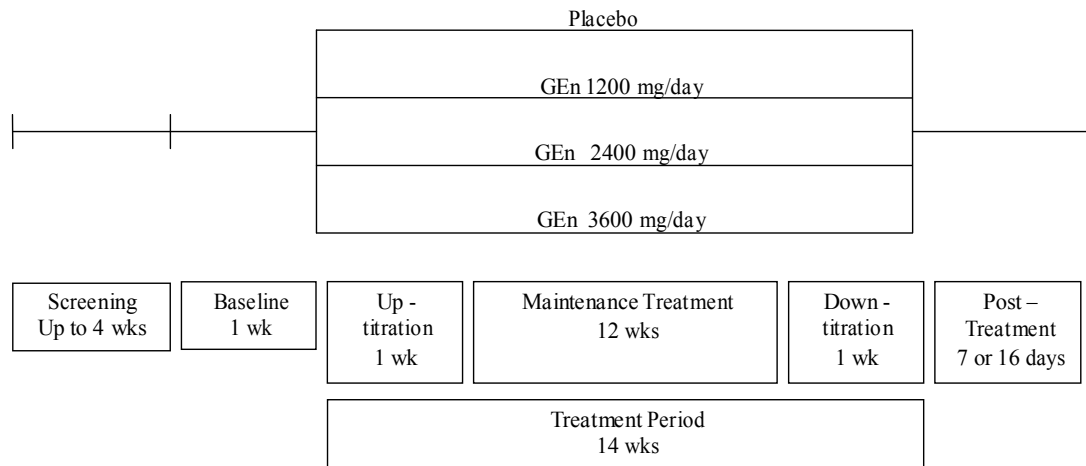 Placebo
GEn 1200 mg/day
GEn 2400 mg/day
GEn 3600 mg/day
Screening
Up to 4 wks
Baseline
1 wk
Up -
titration
1 wk
Maintenance Treatment
12 wks
Down -
titration
1 wk
Post –
Treatment
7 or 16 days
Treatment Period
14 wks